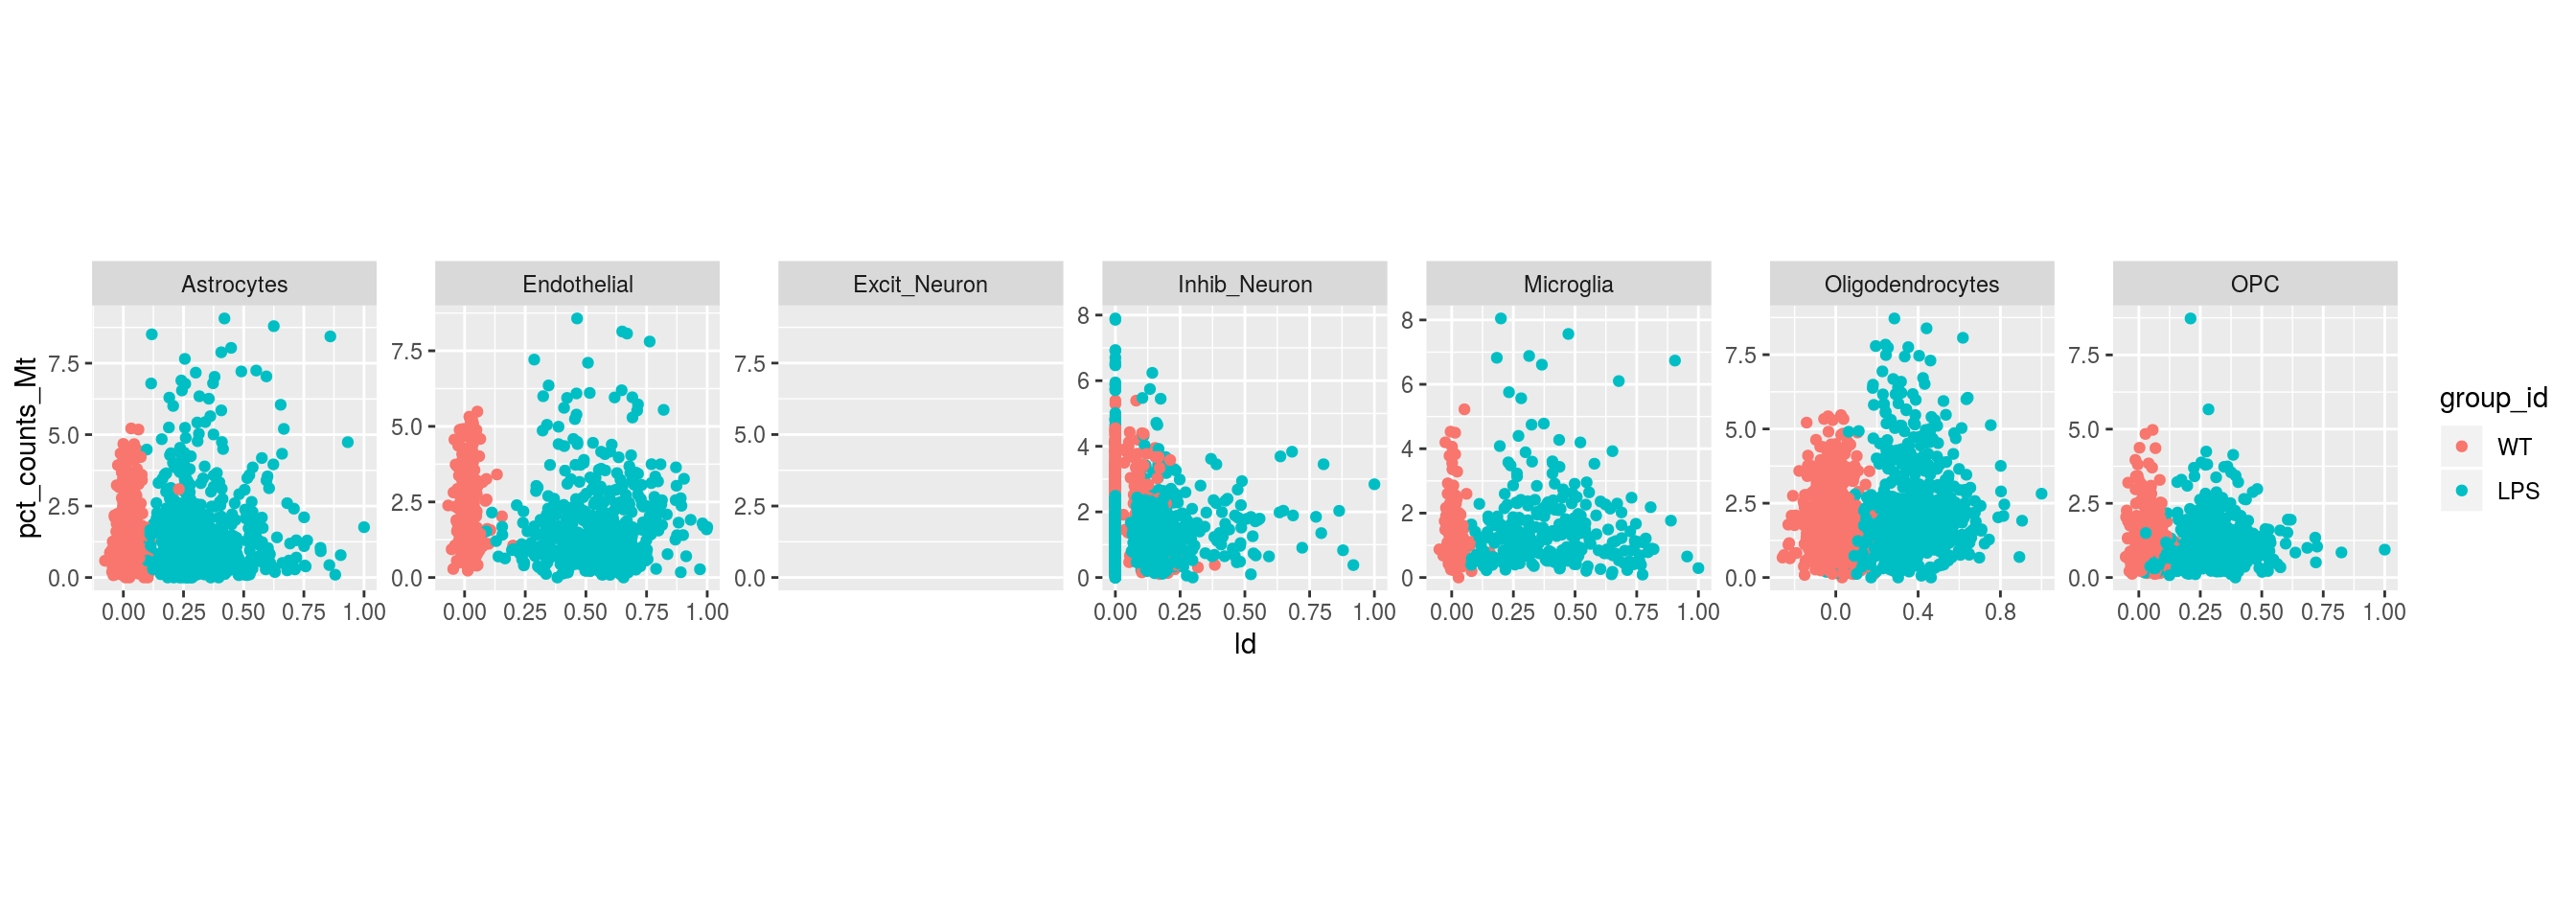 Astrocytes
Endothelial
Excit_Neuron
Inhib_Neuron
Microglia
Oligodendrocytes
OPC
pct_counts_Mt
7.5
5.0
2.5
0.0
0.00 0.25 0.50 0.75 1.00
7.5
5.0
2.5
0.0
0.00 0.25 0.50 0.75 1.00
7.5
5.0
2.5
0.0
8
6
4
2
0
0.00 0.25 0.50 0.75 1.00
8
6
4
2
0
0.00 0.25 0.50 0.75 1.00
7.5
5.0
2.5
0.0
0.0 0.4 0.8
7.5
5.0
2.5
0.0
0.00 0.25 0.50 0.75 1.00
ld
group_id
WT
LPS